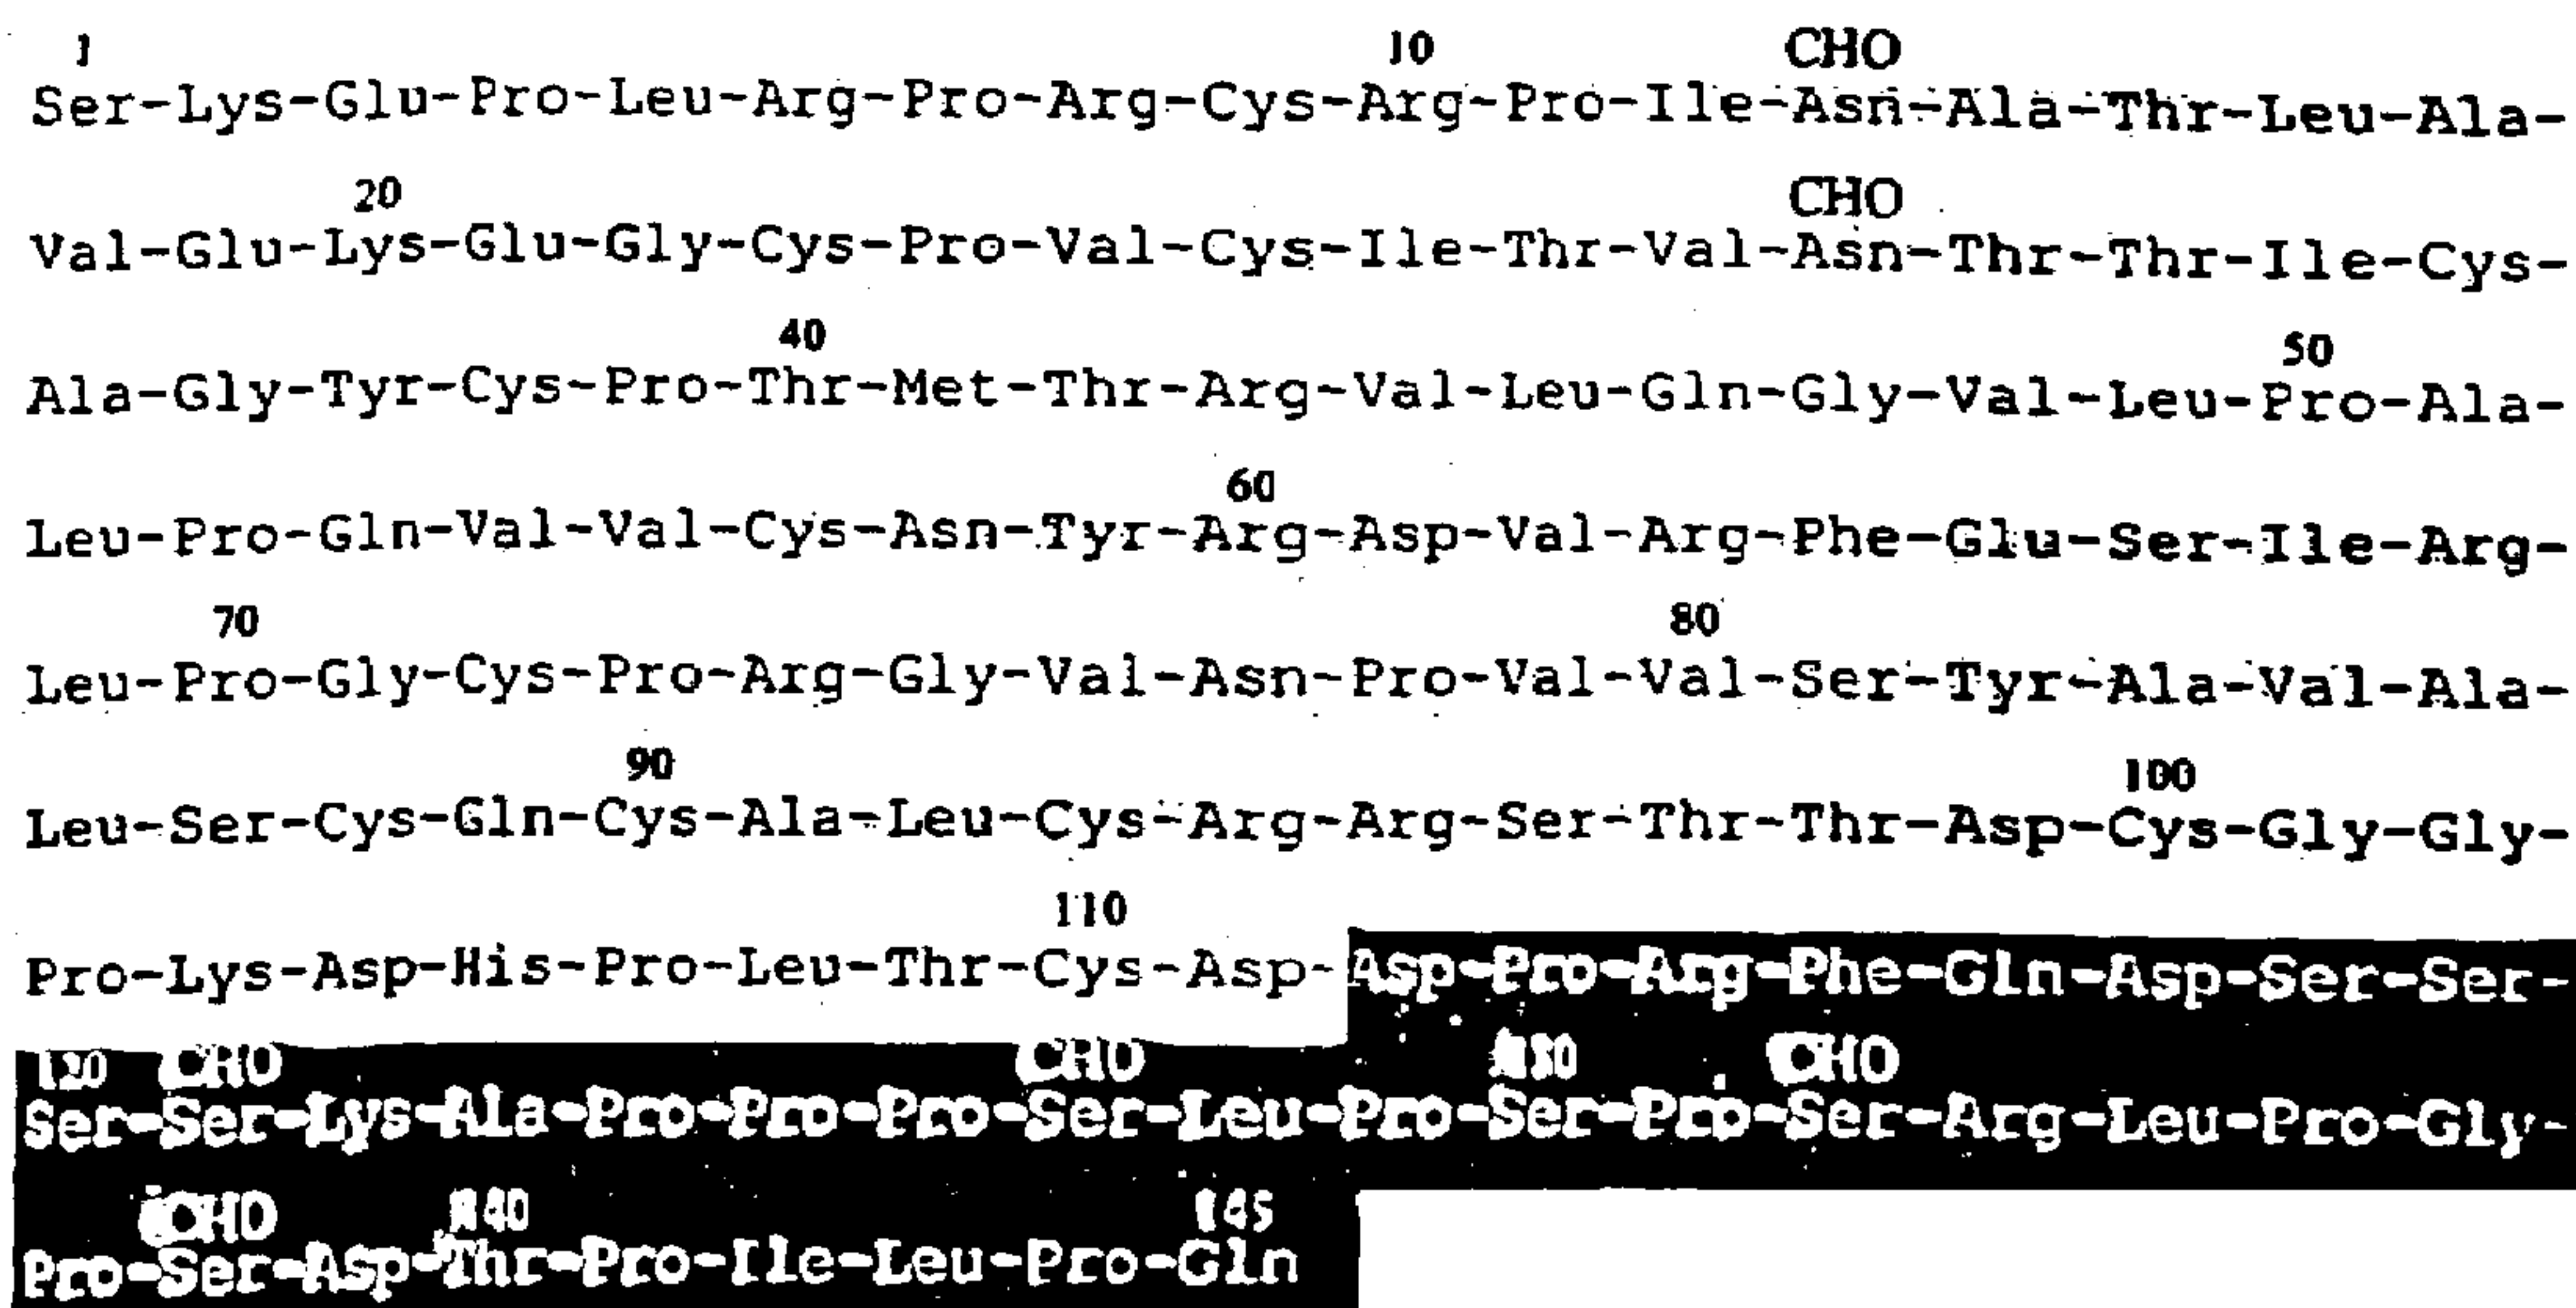 1 10 CHO
Ser-Lys-Glu-Pro-Leu-Arg-Pro-Arg-Cys-Arg-Pro-Ile-Asn-Ala-Thr-Leu-Ala-
20 CHO
Val-Glu-Lys-Glu-Gly-Cys-Pro-Val-Cys-Ile-Thr-Val-Asn-Thr-Thr-Ile-Cys-
40 50
Ala-Gly-Tyr-Cys-Pro-Thr-Met-Thr-Arg-Val-Leu-Gln-Gly-Val-Leu-Pro-Ala-
60
Leu-Pro-Gln-Val-Val-Cys-Asn-Tyr-Arg-Asp-Val-Arg-Phe-Glu-Ser-Ile-Arg-
70 80
Leu-Pro-Gly-Cys-Pro-Arg-Gly-Val-Asn-Pro-Val-Val-Ser-Tyr-Ala-Val-Ala-
90 100
Leu-Ser-Cys-Gln-Cys-Ala-Leu-Cys-Arg-Arg-Ser-Thr-Thr-Asp-Cys-Gly-Gly-
110
Pro-Lys-Asp-His-Pro-Leu-Thr-Cys-Asp-Asp-Pro-Arg-Phe-Gln-Asp-Ser-Ser-
120 CHO CHO 130 CHO
Ser-Ser-Lys-Ala-Pro-Pro-Pro-Ser-Leu-Pro-Ser-Pro-Ser-Arg-Leu-Pro-Gly-
CHO 140 145
Pro-Ser-Asp-Thr-Pro-Ile-Leu-Pro-Gln